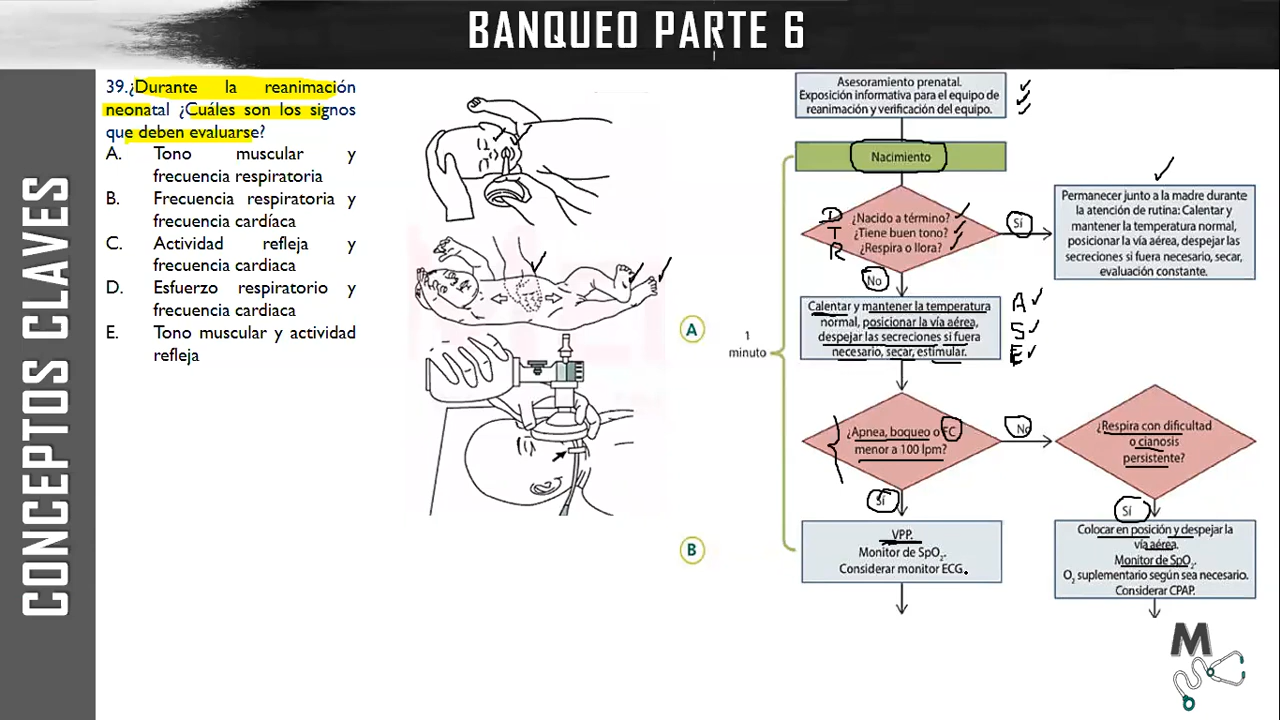 BANQUEO PARTE 6
CONCEPTOS CLAVES
39.¿Durante la reanimación
neonatal ¿Cuáles son los signos
que deben evaluarse?
A. Tono muscular y
frecuencia respiratoria
B. Frecuencia respiratoria y
frecuencia cardíaca
C. Actividad refleja y
frecuencia cardiaca
D. Esfuerzo respiratorio y
frecuencia cardiaca
E. Tono muscular y actividad
refleja
Asesoramiento prenatal.
Exposición informativa para el equipo de
reanimación y verificación del equipo.
Nacimiento
D
T
R
¿Nacido a término?
¿Tiene buen tono?
¿Respira o llora?
Sí
Permanecer junto a la madre durante
la atención de rutina: Calentar y
mantener la temperatura normal,
posicionar la vía aérea, despejar las
secreciones si fuera necesario, secar,
evaluación constante.
No
A
1
minuto
Calentar y mantener la temperatura
normal, posicionar la vía aérea,
despejar las secreciones si fuera
necesario, secar, estimular.
A
S
E
¿Apnea, boqueo o FC
menor a 100 lpm?
No
¿Respira con dificultad
o cianosis
persistente?
Sí
Sí
B
VPP.
Monitor de SpO₂.
Considerar monitor ECG.
Colocar en posición y despejar la
vía aérea.
Monitor de SpO₂.
O₂ suplementario según sea necesario.
Considerar CPAP.
M